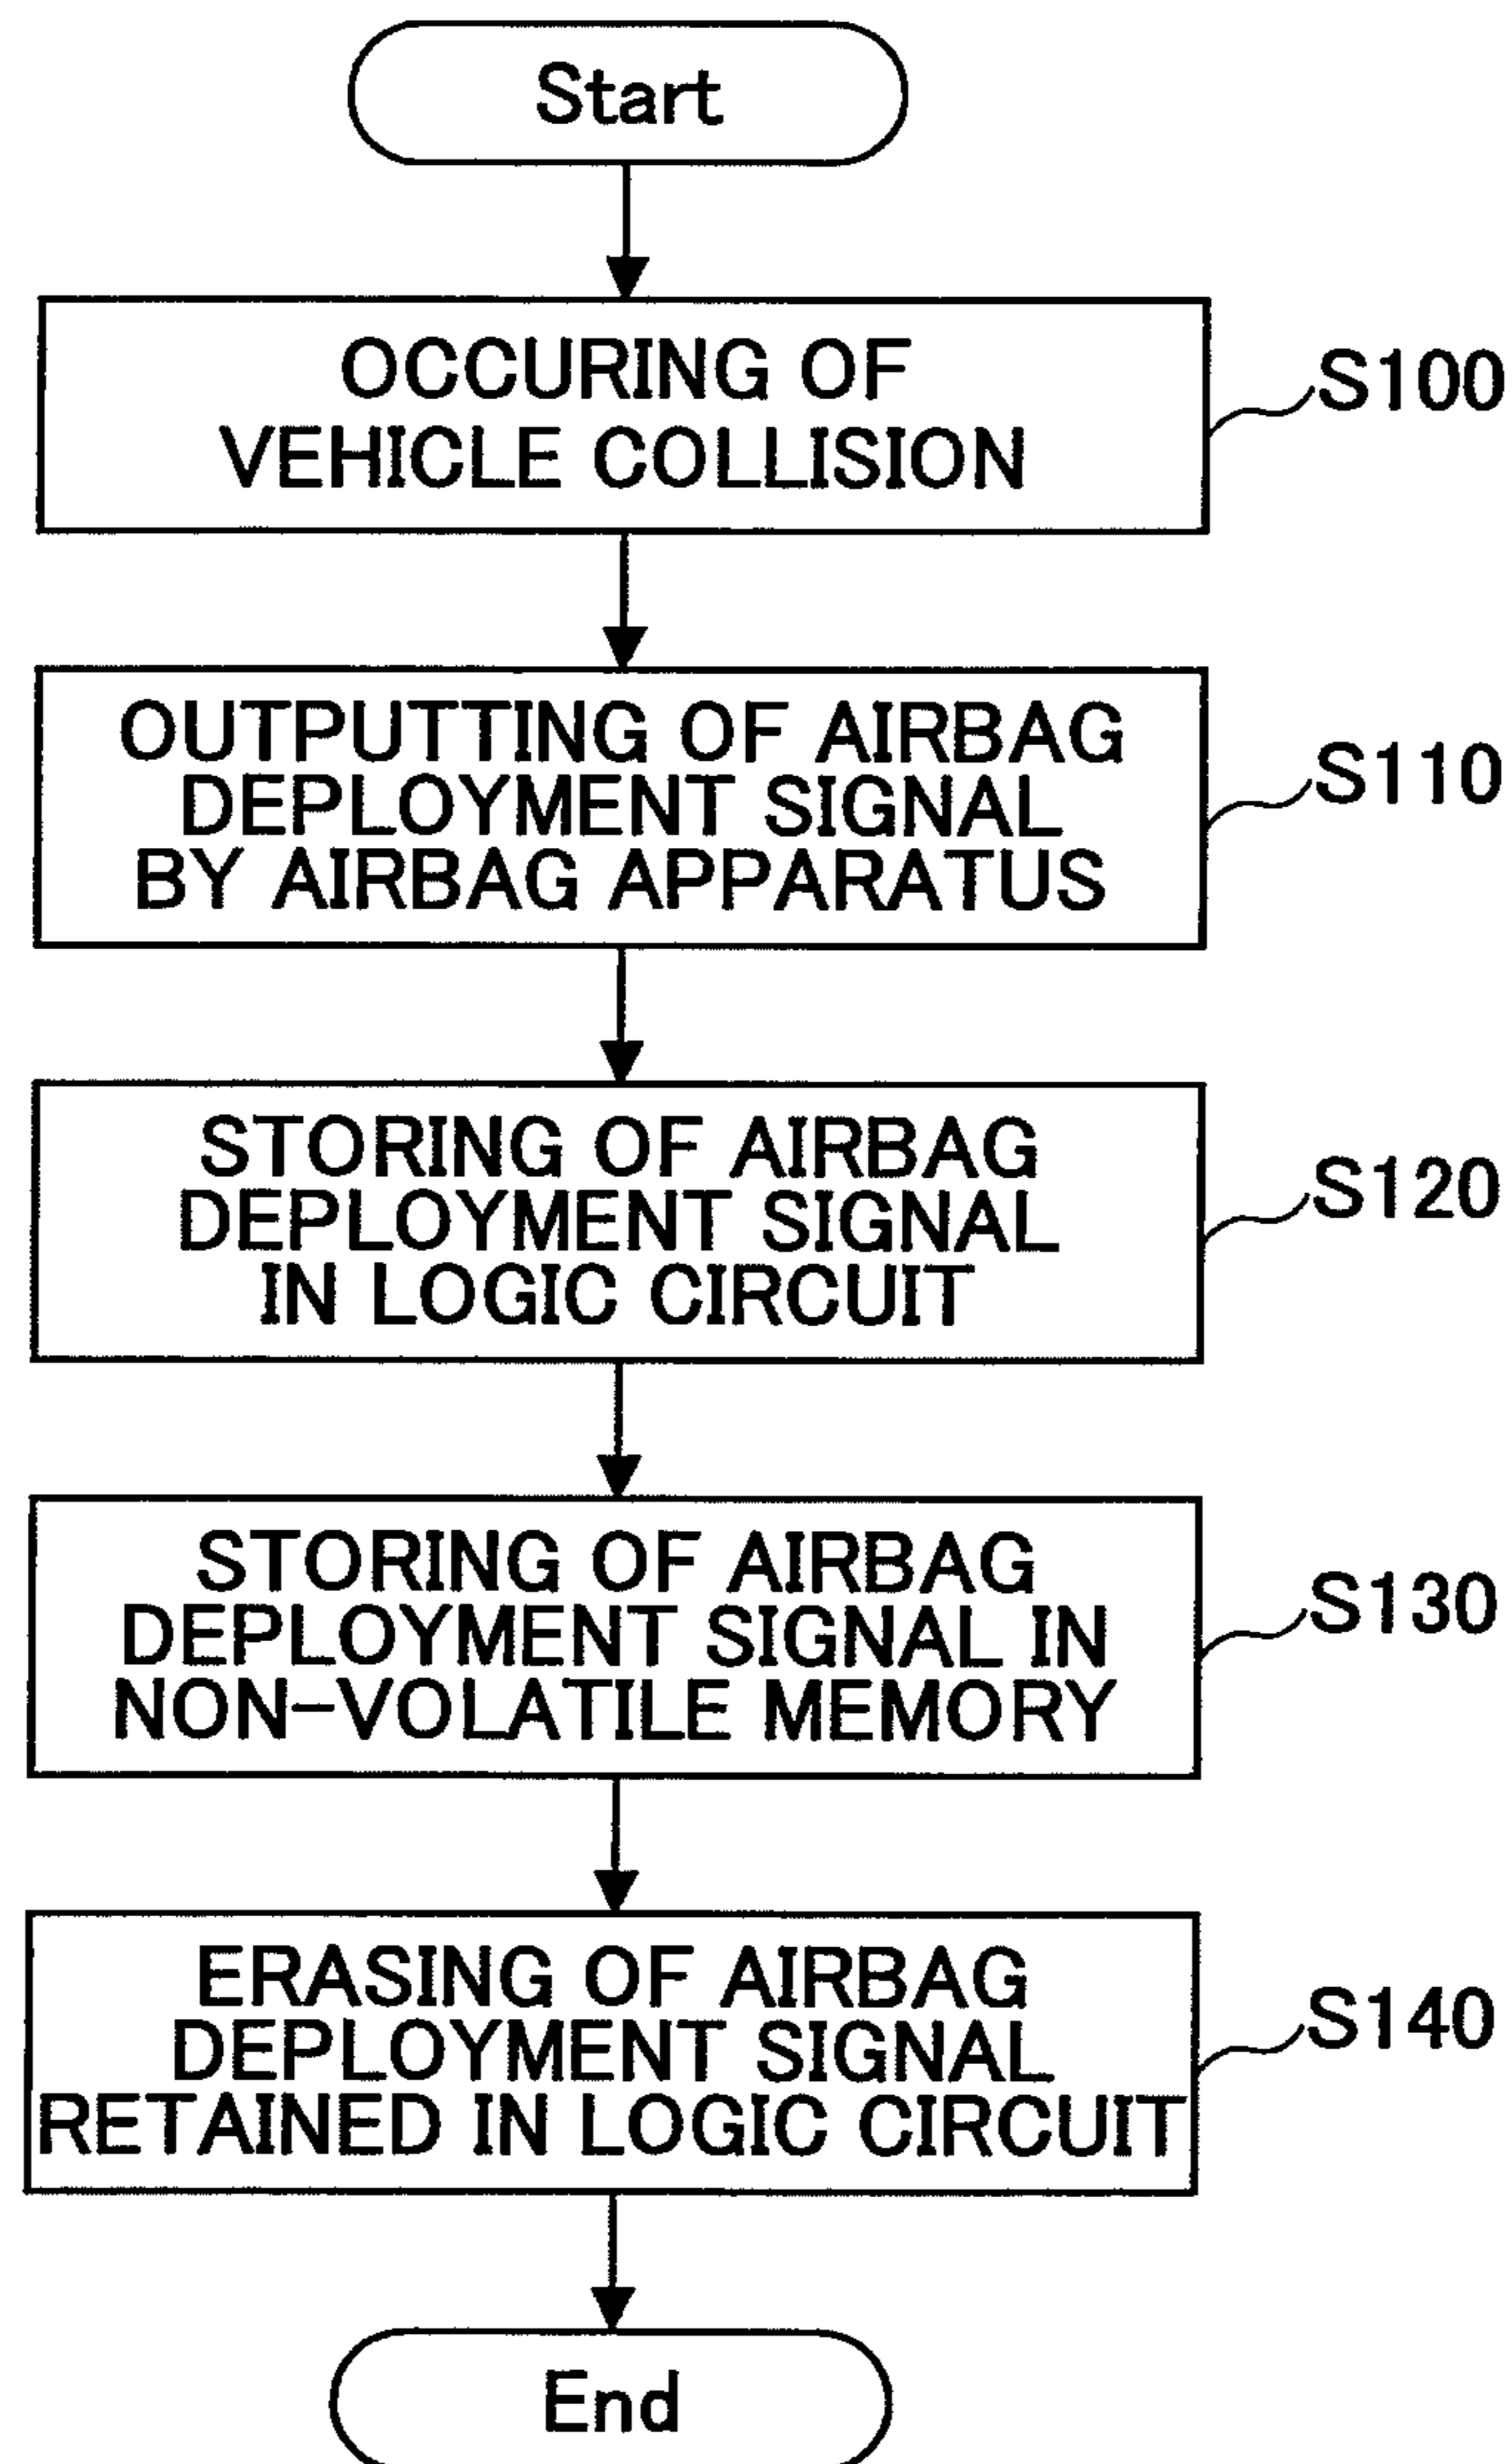 Start
OCCURING OF
VEHICLE COLLISION
S100
OUTPUTTING OF AIRBAG
DEPLOYMENT SIGNAL
BY AIRBAG APPARATUS
S110
STORING OF AIRBAG
DEPLOYMENT SIGNAL
IN LOGIC CIRCUIT
S120
STORING OF AIRBAG
DEPLOYMENT SIGNAL IN
NON-VOLATILE MEMORY
S130
ERASING OF AIRBAG
DEPLOYMENT SIGNAL
RETAINED IN LOGIC CIRCUIT
S140
End